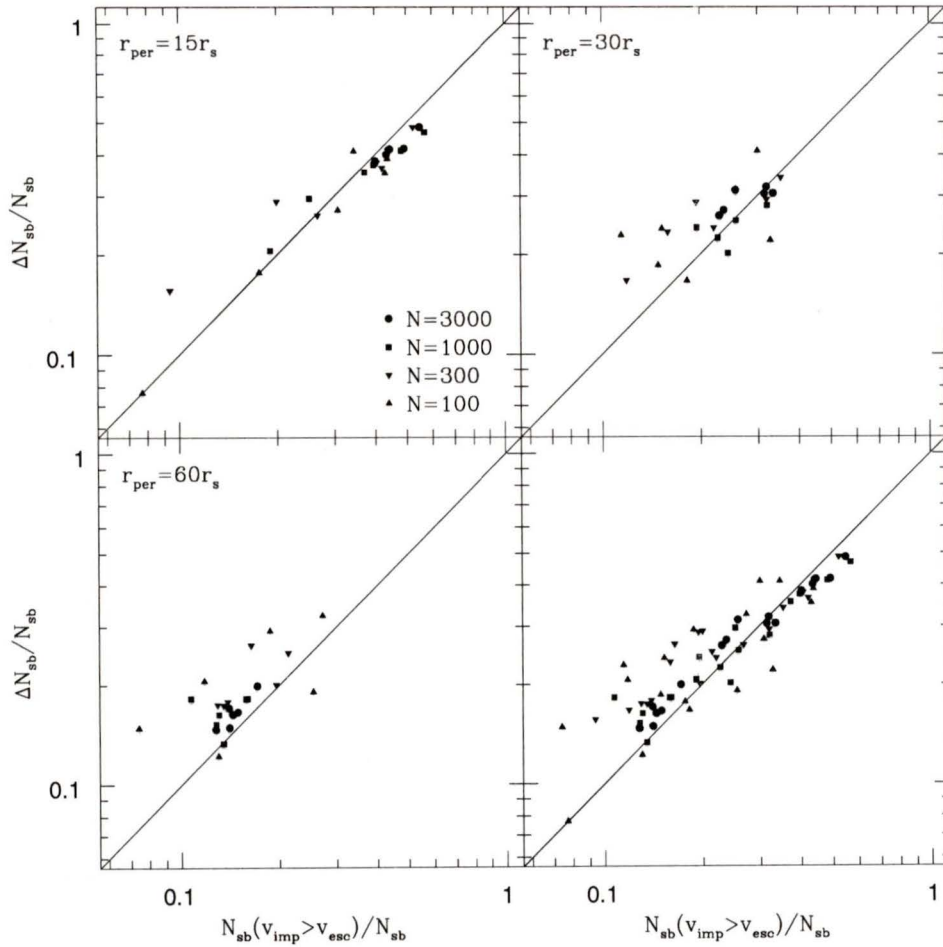 1
r_per=15r_s
r_per=30r_s
ΔN_sb/N_sb
● N=3000
■ N=1000
▼ N=300
▲ N=100
0.1
1
r_per=60r_s
ΔN_sb/N_sb
0.1
0.1
1
0.1
1
N_sb(v_imp>v_esc)/N_sb
N_sb(v_imp>v_esc)/N_sb